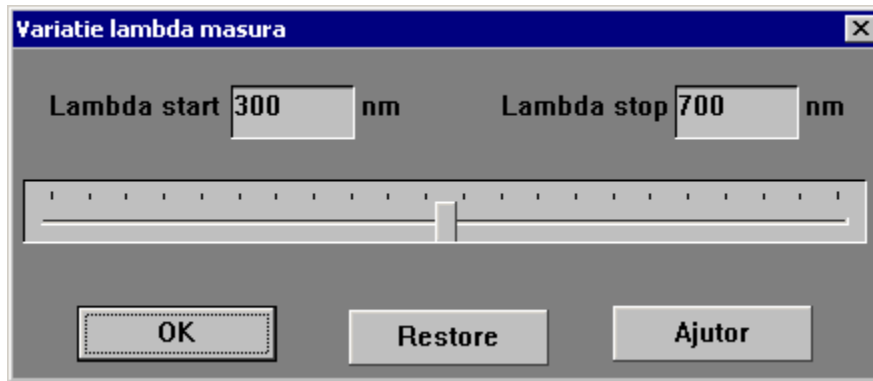 Variatie lambda masura
Lambda start 300 nm Lambda stop 700 nm
OK Restore Ajutor